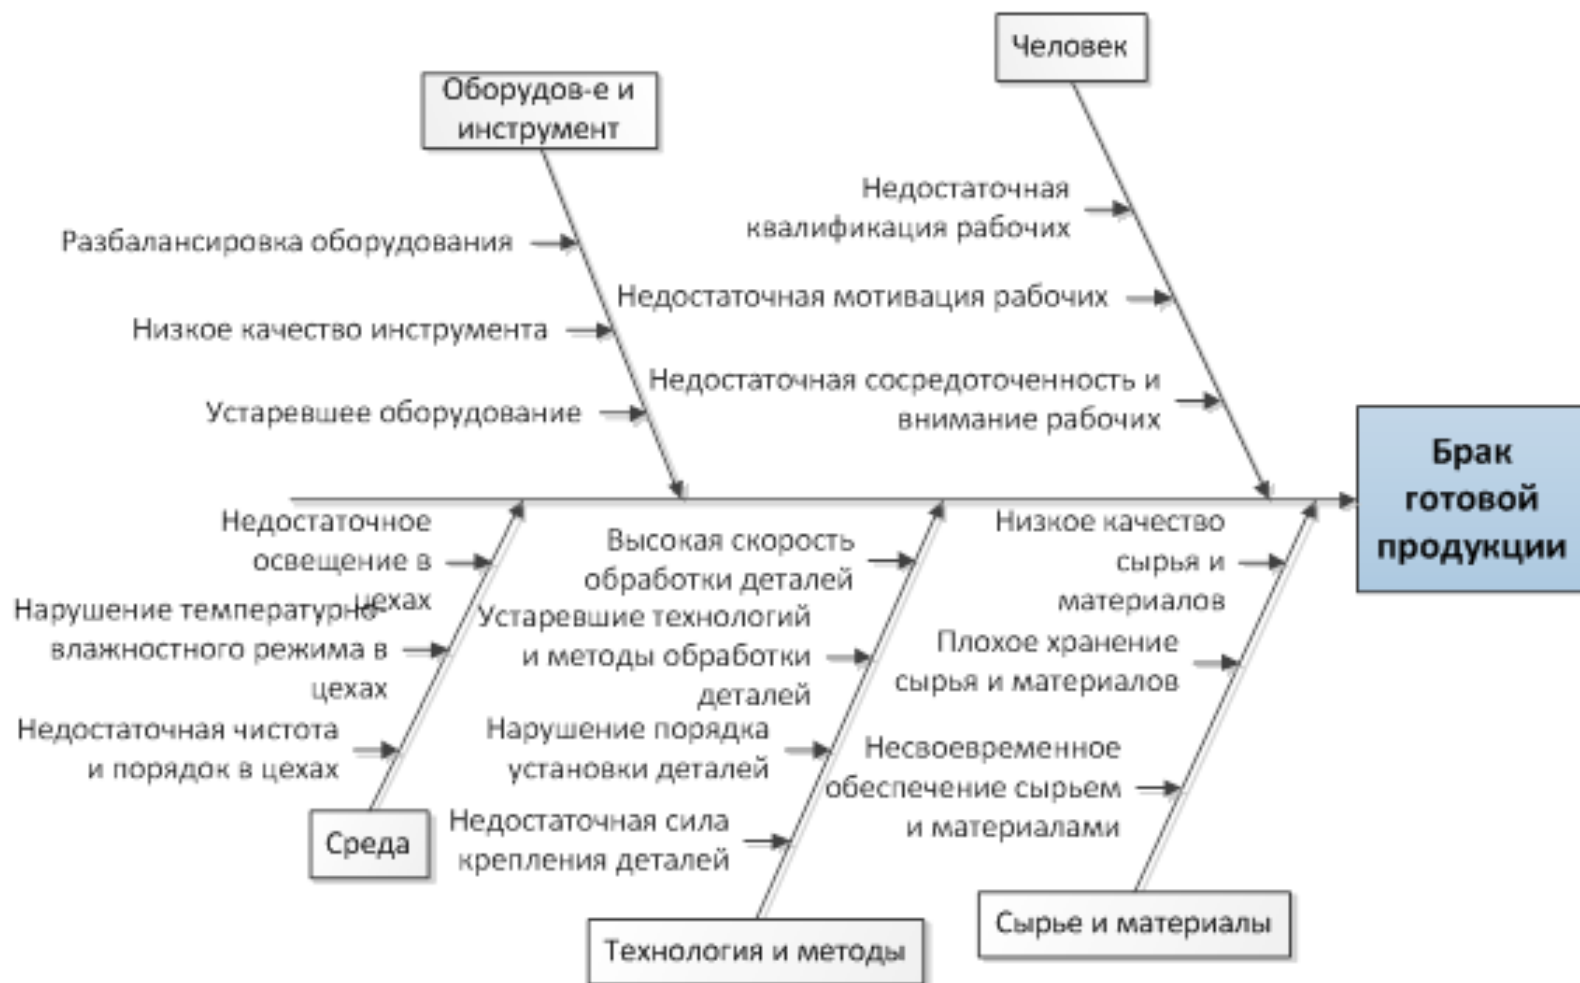 Человек
Оборудов-е и
инструмент
Недостаточная
квалификация рабочих
Разбалансировка оборудования
Недостаточная мотивация рабочих
Низкое качество инструмента
Недостаточная сосредоточенность и
внимание рабочих
Устаревшее оборудование
Брак
готовой
продукции
Недостаточное
освещение в
цехах
Нарушение температурно-
влажностного режима в
цехах
Недостаточная чистота
и порядок в цехах
Среда
Высокая скорость
обработки деталей
Устаревшие технологий
и методы обработки
деталей
Нарушение порядка
установки деталей
Недостаточная сила
крепления деталей
Технология и методы
Низкое качество
сырья и
материалов
Плохое хранение
сырья и материалов
Несвоевременное
обеспечение сырьем
и материалами
Сырье и материалы